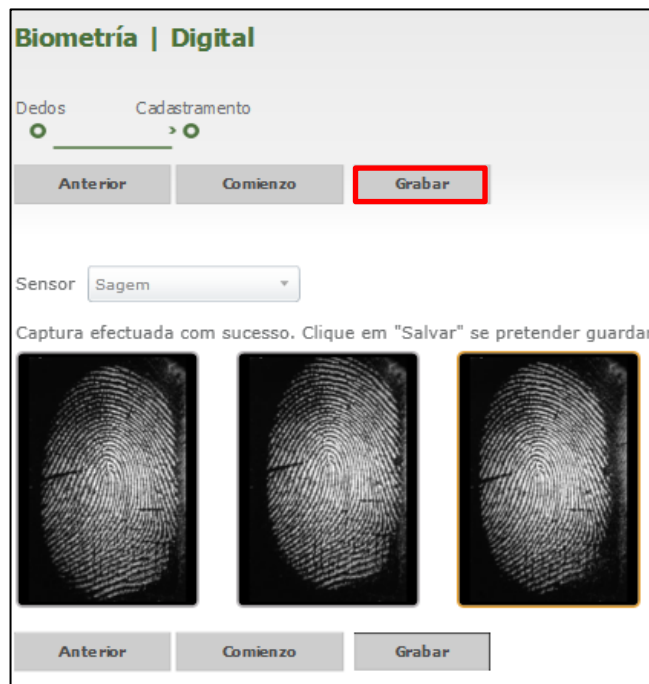 Biometría | Digital
Dedos Cadastramento
Anterior Comienzo Grabar
Sensor Sagem
Captura efectuada com sucesso. Clique em "Salvar" se pretender guardar
Anterior Comienzo Grabar